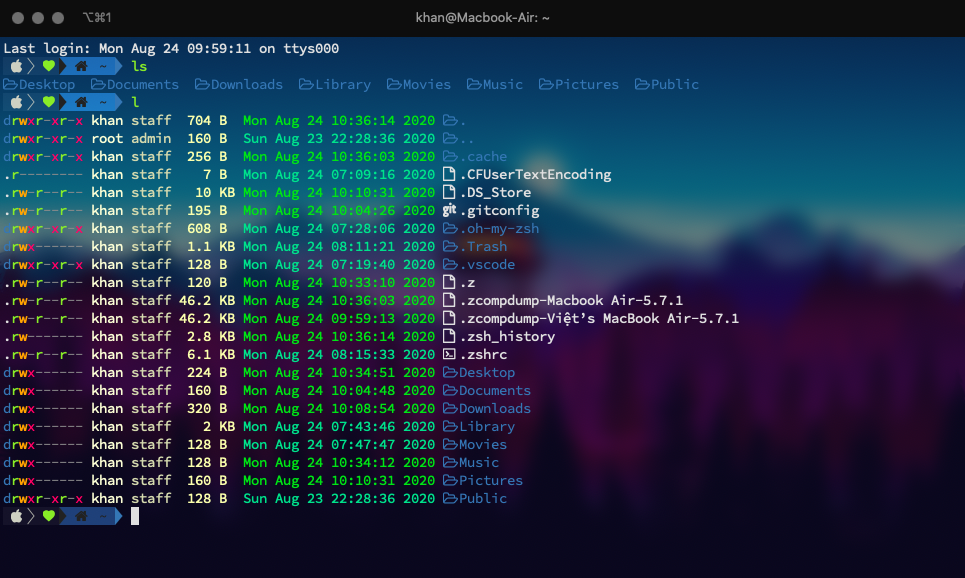 ⌥⌘1 khan@Macbook-Air: ~
Last login: Mon Aug 24 09:59:11 on ttys000
~ ls
Desktop Documents Downloads Library Movies Music Pictures Public
~ l
drwxr-xr-x khan staff 704 B Mon Aug 24 10:36:14 2020 .
drwxr-xr-x root admin 160 B Sun Aug 23 22:28:36 2020 ..
drwxr-xr-x khan staff 256 B Mon Aug 24 10:36:03 2020 .cache
.r-------- khan staff 7 B Mon Aug 24 07:09:16 2020 .CFUserTextEncoding
.rw-r--r-- khan staff 10 KB Mon Aug 24 10:10:31 2020 .DS_Store
.rw-r--r-- khan staff 195 B Mon Aug 24 10:04:26 2020 git .gitconfig
drwxr-xr-x khan staff 608 B Mon Aug 24 07:28:06 2020 .oh-my-zsh
drwx------ khan staff 1.1 KB Mon Aug 24 08:11:21 2020 .Trash
drwxr-xr-x khan staff 128 B Mon Aug 24 07:19:40 2020 .vscode
.rw-r--r-- khan staff 120 B Mon Aug 24 10:33:10 2020 .z
.rw-r--r-- khan staff 46.2 KB Mon Aug 24 10:36:03 2020 .zcompdump-Macbook Air-5.7.1
.rw-r--r-- khan staff 46.2 KB Mon Aug 24 09:59:13 2020 .zcompdump-Việt’s MacBook Air-5.7.1
.rw------- khan staff 2.8 KB Mon Aug 24 10:36:14 2020 .zsh_history
.rw-r--r-- khan staff 6.1 KB Mon Aug 24 08:15:33 2020 .zshrc
drwx------ khan staff 224 B Mon Aug 24 10:34:51 2020 Desktop
drwx------ khan staff 160 B Mon Aug 24 10:04:48 2020 Documents
drwx------ khan staff 320 B Mon Aug 24 10:08:54 2020 Downloads
drwx------ khan staff 2 KB Mon Aug 24 07:43:46 2020 Library
drwx------ khan staff 128 B Mon Aug 24 07:47:47 2020 Movies
drwx------ khan staff 128 B Mon Aug 24 10:34:12 2020 Music
drwx------ khan staff 160 B Mon Aug 24 10:10:31 2020 Pictures
drwxr-xr-x khan staff 128 B Sun Aug 23 22:28:36 2020 Public
~